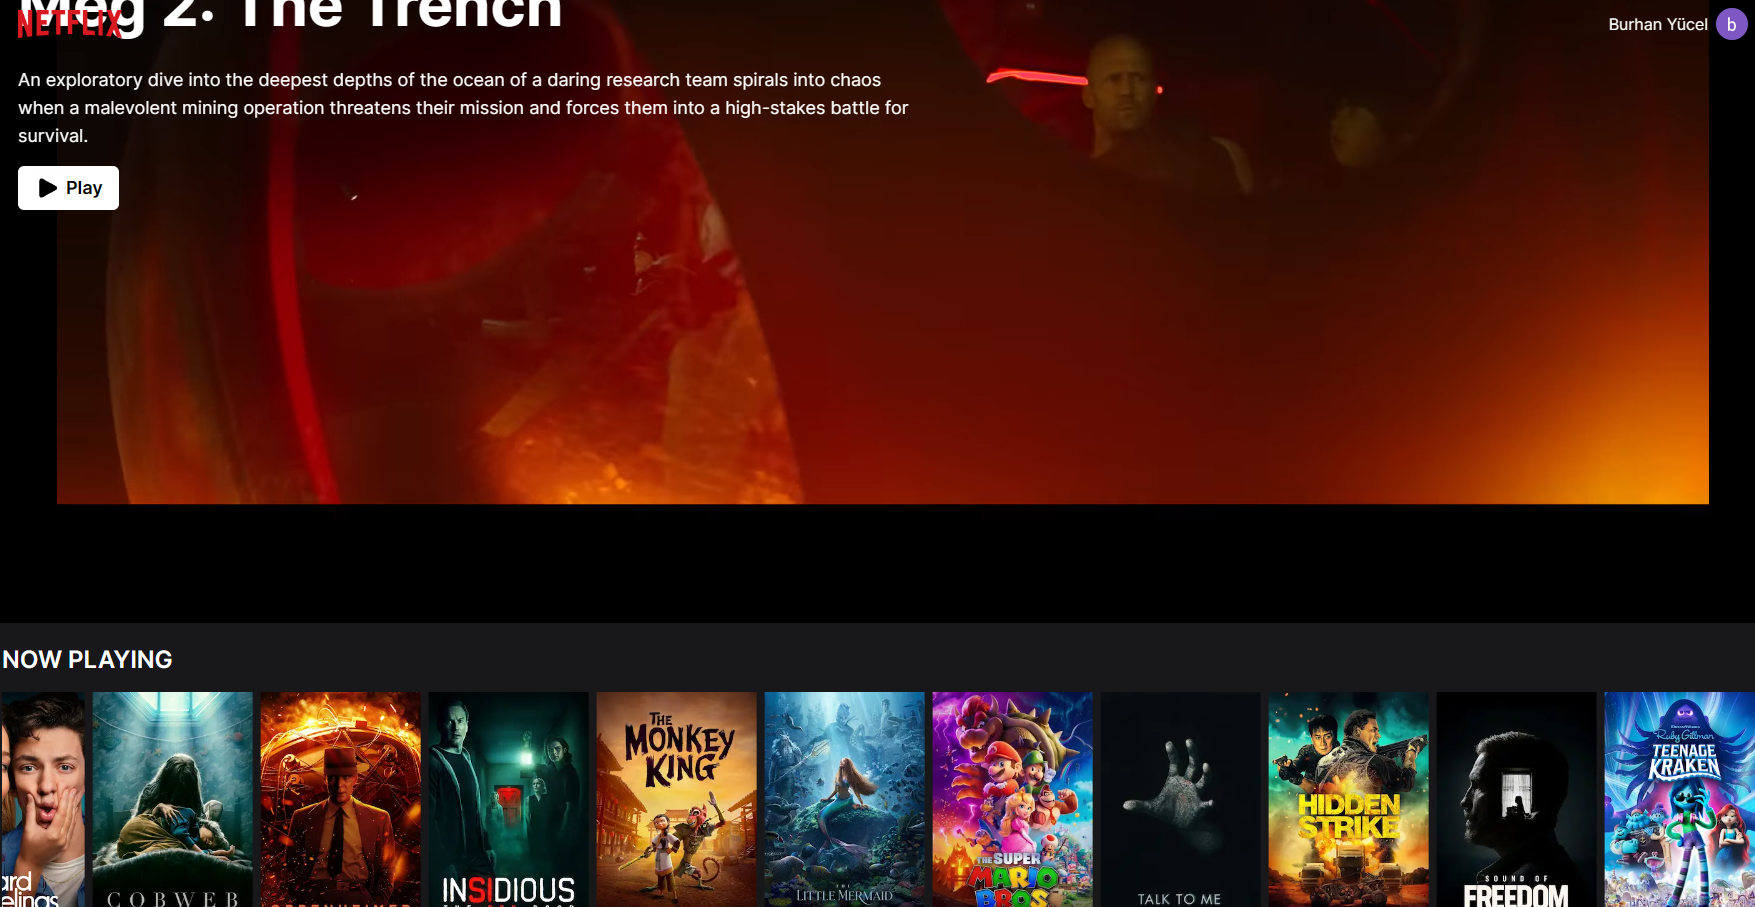 Meg 2: The Trench
NETFLIX
Burhan Yücel
b
An exploratory dive into the deepest depths of the ocean of a daring research team spirals into chaos
when a malevolent mining operation threatens their mission and forces them into a high-stakes battle for
survival.
Play
NOW PLAYING
ard
elings
COBWEB
OPPENHEIMER
INSIDIOUS
THE
MONKEY
KING
THE
LITTLE MERMAID
THE SUPER
MARIO
BROS
TALK TO ME
HIDDEN
STRIKE
SOUND OF
FREEDOM
Ruby Gillman
TEENAGE
KRAKEN